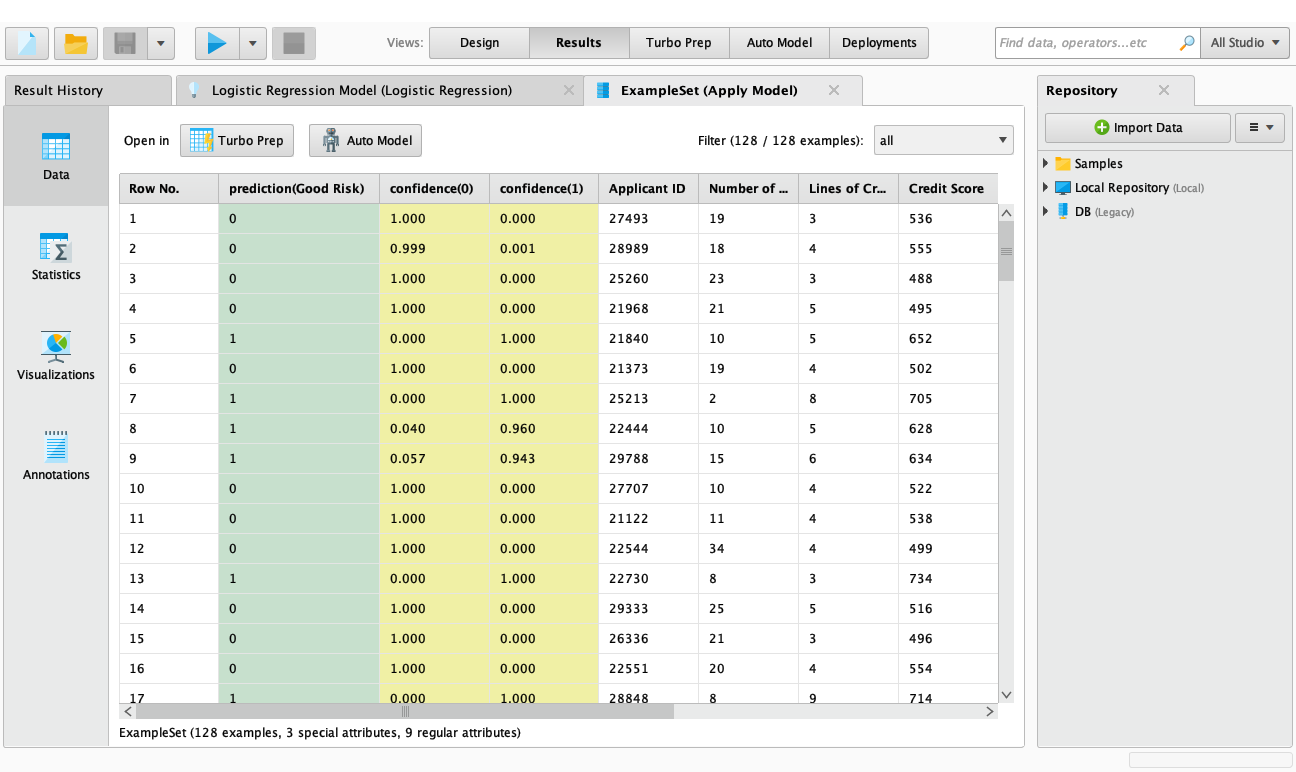 Views: Design Results Turbo Prep Auto Model Deployments Find data, operators...etc All Studio
Result History Logistic Regression Model (Logistic Regression) ExampleSet (Apply Model) Repository
Open in Turbo Prep Auto Model Filter (128 / 128 examples): all Import Data
Data
Statistics
Visualizations
Annotations
Row No. prediction(Good Risk) confidence(0) confidence(1) Applicant ID Number of ... Lines of Cr... Credit Score
1 0 1.000 0.000 27493 19 3 536
2 0 0.999 0.001 28989 18 4 555
3 0 1.000 0.000 25260 23 3 488
4 0 1.000 0.000 21968 21 5 495
5 1 0.000 1.000 21840 10 5 652
6 0 1.000 0.000 21373 19 4 502
7 1 0.000 1.000 25213 2 8 705
8 1 0.040 0.960 22444 10 5 628
9 1 0.057 0.943 29788 15 6 634
10 0 1.000 0.000 27707 10 4 522
11 0 1.000 0.000 21122 11 4 538
12 0 1.000 0.000 22544 34 4 499
13 1 0.000 1.000 22730 8 3 734
14 0 1.000 0.000 29333 25 5 516
15 0 1.000 0.000 26336 21 3 496
16 0 1.000 0.000 22551 20 4 554
17 1 0.000 1.000 28848 8 9 714
ExampleSet (128 examples, 3 special attributes, 9 regular attributes)
Samples
Local Repository (Local)
DB (Legacy)